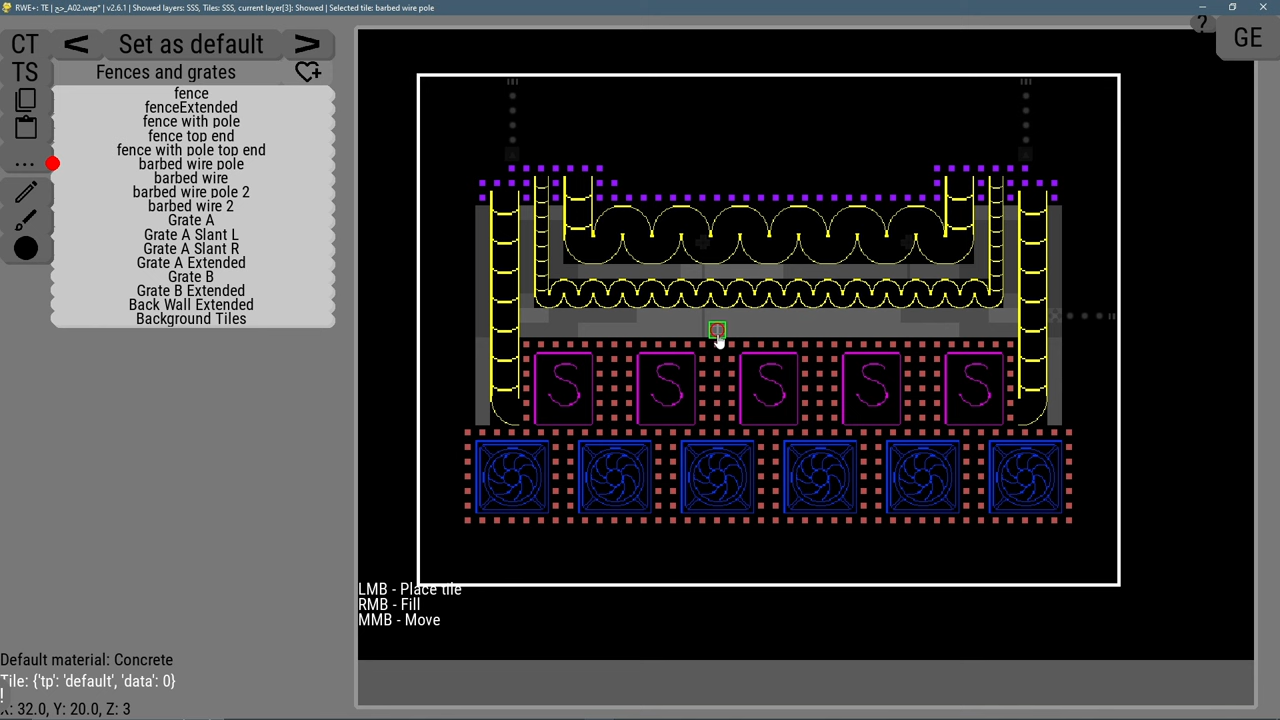 RWE+: TE | حج_A02.wep* | v2.6.1 | Showed layers: SSS, Tiles: SSS, current layer[3]: Showed | Selected tile: barbed wire pole
?
CT
<
Set as default
>
GE
TS
Fences and grates
fence
fenceExtended
fence with pole
fence top end
fence with pole top end
barbed wire pole
barbed wire
barbed wire pole 2
barbed wire 2
Grate A
Grate A Slant L
Grate A Slant R
Grate A Extended
Grate B
Grate B Extended
Back Wall Extended
Background Tiles
...
S S S S S
LMB - Place tile
RMB - Fill
MMB - Move
Default material: Concrete
Tile: {'tp': 'default', 'data': 0}
!
X: 32.0, Y: 20.0, Z: 3